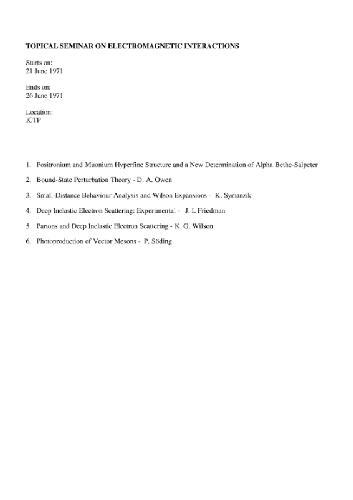 TOPICAL SEMINAR ON ELECTROMAGNETIC INTERACTIONS
Starts on:
21 June 1971
Ends on:
26 June 1971
Location:
ICTP
1. Positronium and Muonium Hyperfine Structure and a New Determination of Alpha Bethe-Salpeter
2. Bound-State Perturbation Theory - D. A. Owen
3. Small Distance Behaviour Analysis and Wilson Expansions - K. Symanzik
4. Deep Inelastic Electron Scattering: Experimental - J. I. Friedman
5. Partons and Deep Inelastic Electron Scattering - K. G. Wilson
6. Photoproduction of Vector Mesons - P. Söding